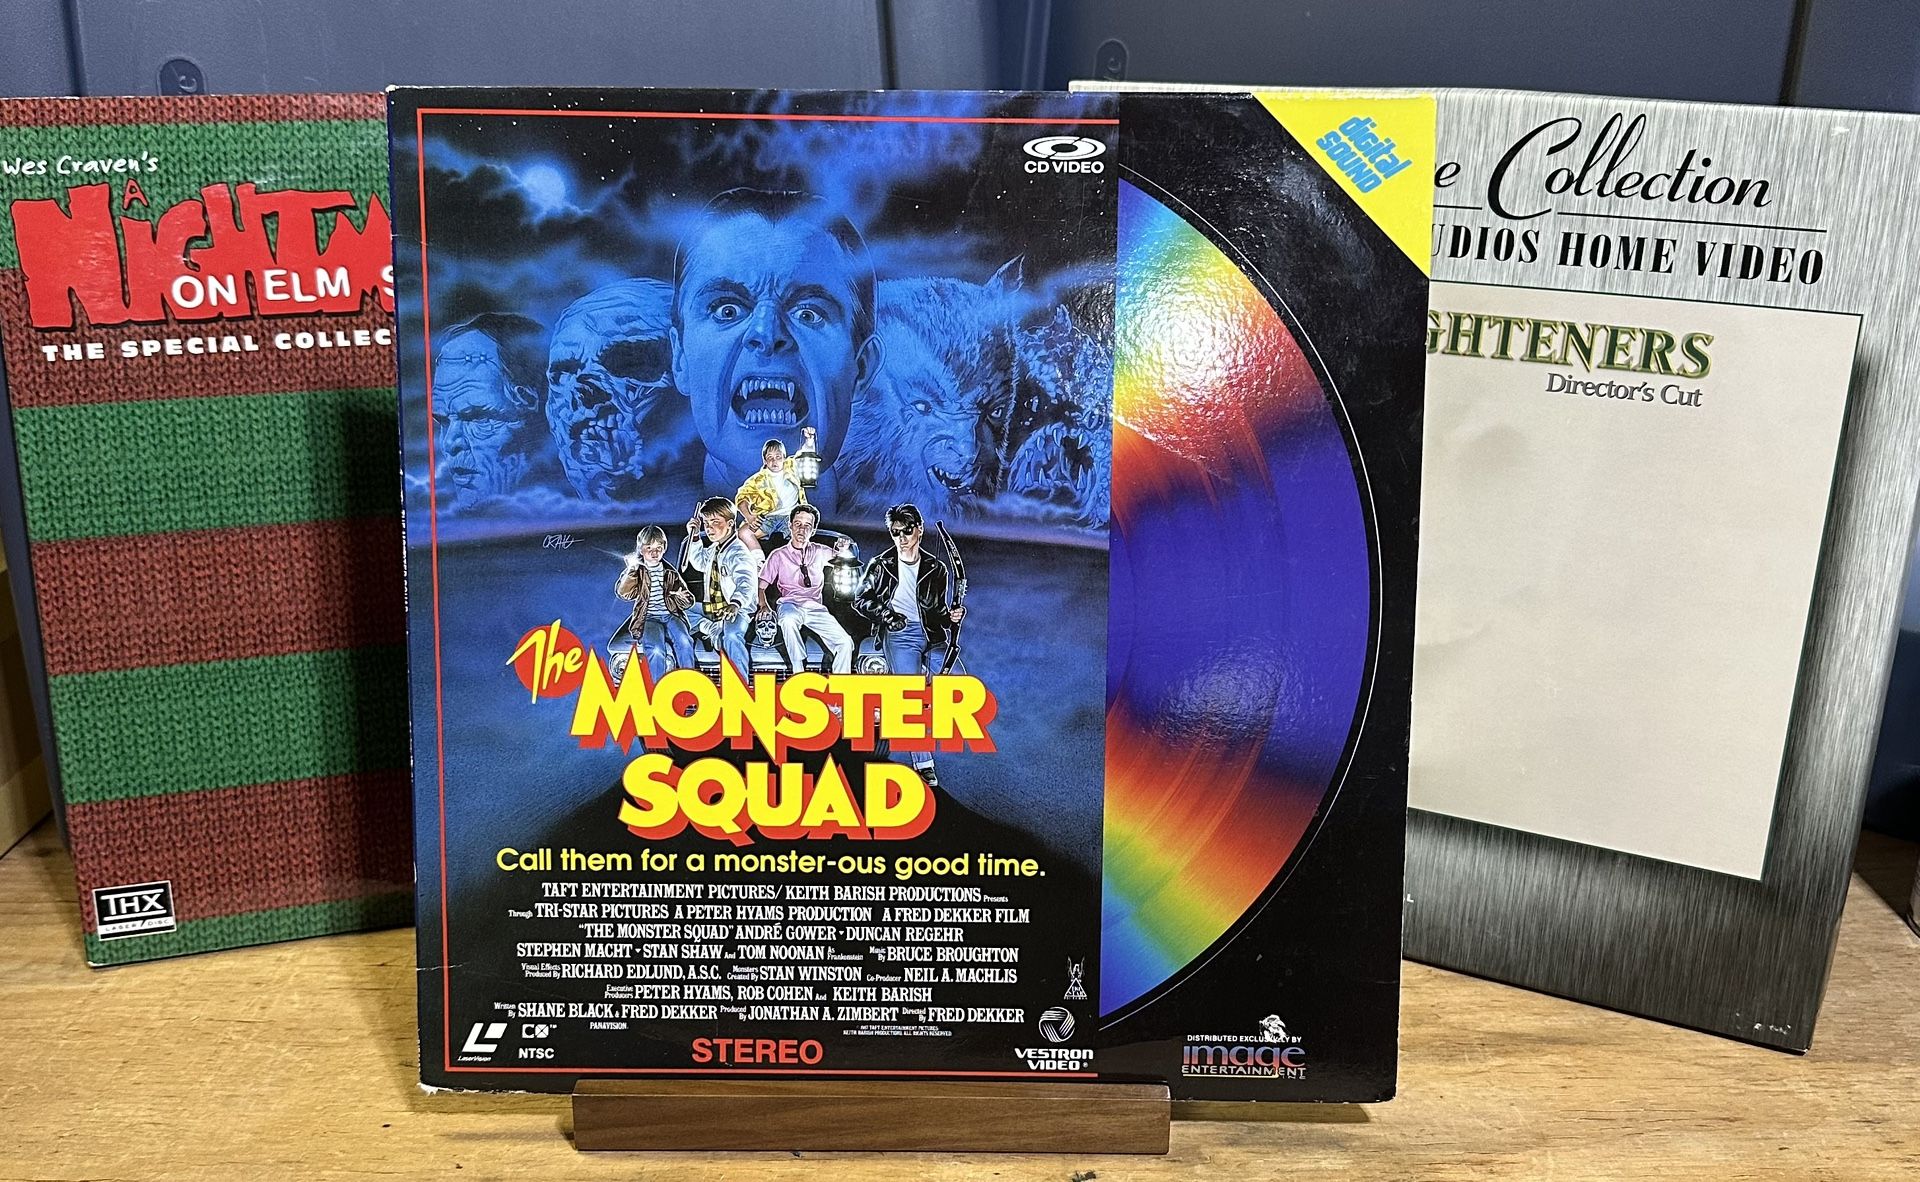 Wes Craven's
A
NIGHTM
ON ELM S
THE SPECIAL COLLEC
THX
LASER DISC
CD VIDEO
digital
SOUND
CRAIG
The
MONSTER
SQUAD
Call them for a monster-ous good time.
TAFT ENTERTAINMENT PICTURES/ KEITH BARISH PRODUCTIONS Presents
Through TRI-STAR PICTURES A PETER HYAMS PRODUCTION A FRED DEKKER FILM
"THE MONSTER SQUAD" ANDRÉ GOWER • DUNCAN REGEHR
STEPHEN MACHT • STAN SHAW And TOM NOONAN As Frankenstein Music By BRUCE BROUGHTON
Visual Effects Produced By RICHARD EDLUND, A.S.C. Monsters Created By STAN WINSTON Co-Producer NEIL A. MACHLIS
Executive Producers PETER HYAMS, ROB COHEN And KEITH BARISH
Written By SHANE BLACK & FRED DEKKER Produced By JONATHAN A. ZIMBERT Directed By FRED DEKKER
PANAVISION
LaserVision
NTSC
STEREO
VESTRON
VIDEO
DISTRIBUTED EXCLUSIVELY BY
image
ENTERTAINMENT
e Collection
UDIOS HOME VIDEO
GHTENERS
Director's Cut